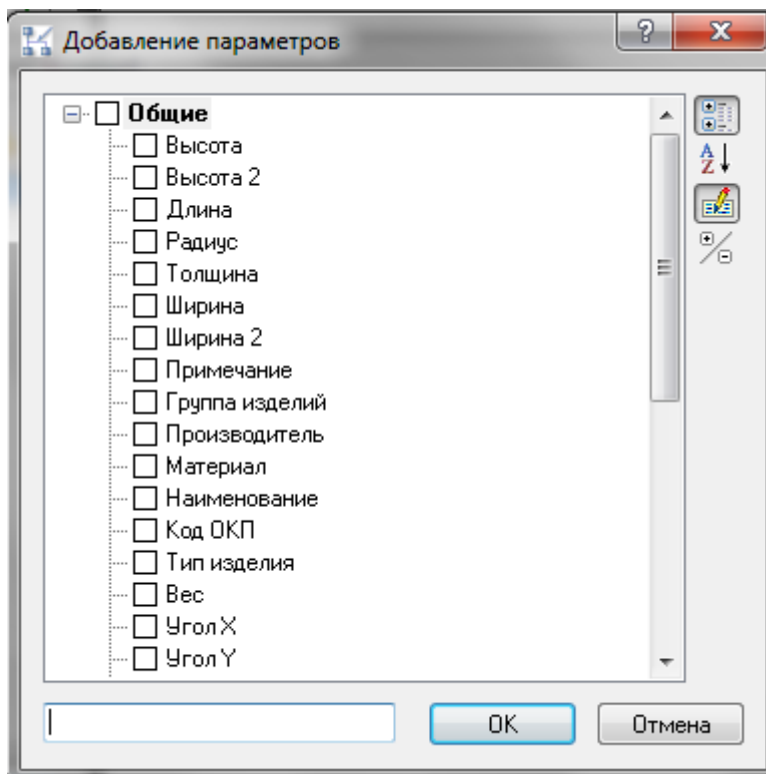 Добавление параметров
Общие
Высота
Высота 2
Длина
Радиус
Толщина
Ширина
Ширина 2
Примечание
Группа изделий
Производитель
Материал
Наименование
Код ОКП
Тип изделия
Вес
Угол X
Угол Y
OK
Отмена